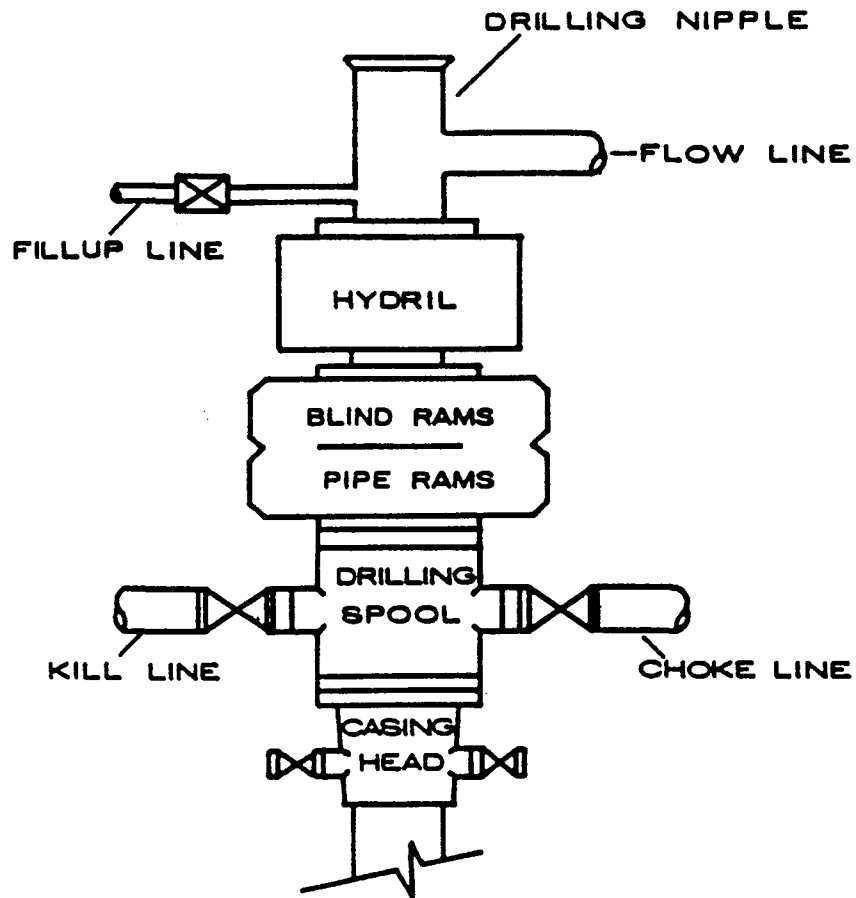 DRILLING NIPPLE
FLOW LINE
FILLUP LINE
HYDRIL
BLIND RAMS
PIPE RAMS
DRILLING
SPOOL
KILL LINE
CHOKE LINE
CASING
HEAD